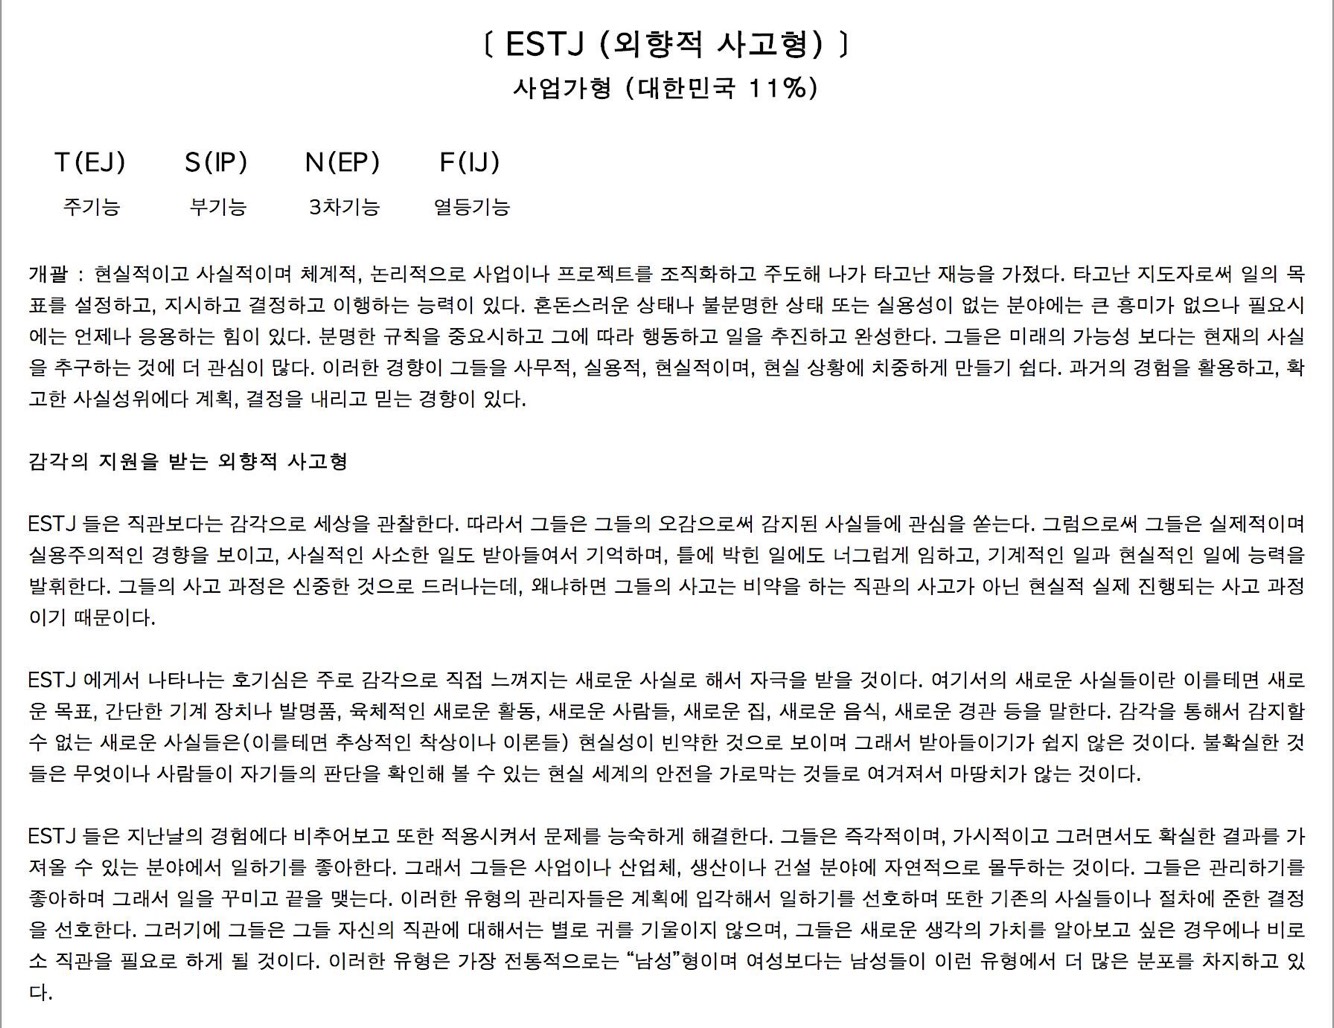 〔 ESTJ (외향적 사고형) 〕
사업가형 (대한민국 11%)
T(EJ) S(IP) N(EP) F(IJ)
주기능 부기능 3차기능 열등기능
개괄 : 현실적이고 사실적이며 체계적, 논리적으로 사업이나 프로젝트를 조직화하고 주도해 나가 타고난 재능을 가졌다. 타고난 지도자로써 일의 목
표를 설정하고, 지시하고 결정하고 이행하는 능력이 있다. 혼돈스러운 상태나 불분명한 상태 또는 실용성이 없는 분야에는 큰 흥미가 없으나 필요시
에는 언제나 응용하는 힘이 있다. 분명한 규칙을 중요시하고 그에 따라 행동하고 일을 추진하고 완성한다. 그들은 미래의 가능성 보다는 현재의 사실
을 추구하는 것에 더 관심이 많다. 이러한 경향이 그들을 사무적, 실용적, 현실적이며, 현실 상황에 치중하게 만들기 쉽다. 과거의 경험을 활용하고, 확
고한 사실성위에다 계획, 결정을 내리고 믿는 경향이 있다.
감각의 지원을 받는 외향적 사고형
ESTJ 들은 직관보다는 감각으로 세상을 관찰한다. 따라서 그들은 그들의 오감으로써 감지된 사실들에 관심을 쏟는다. 그럼으로써 그들은 실제적이며
실용주의적인 경향을 보이고, 사실적인 사소한 일도 받아들여서 기억하며, 틀에 박힌 일에도 너그럽게 임하고, 기계적인 일과 현실적인 일에 능력을
발휘한다. 그들의 사고 과정은 신중한 것으로 드러나는데, 왜냐하면 그들의 사고는 비약을 하는 직관의 사고가 아닌 현실적 실제 진행되는 사고 과정
이기 때문이다.
ESTJ 에게서 나타나는 호기심은 주로 감각으로 직접 느껴지는 새로운 사실로 해서 자극을 받을 것이다. 여기서의 새로운 사실들이란 이를테면 새로
운 목표, 간단한 기계 장치나 발명품, 육체적인 새로운 활동, 새로운 사람들, 새로운 집, 새로운 음식, 새로운 경관 등을 말한다. 감각을 통해서 감지할
수 없는 새로운 사실들은(이를테면 추상적인 착상이나 이론들) 현실성이 빈약한 것으로 보이며 그래서 받아들이기가 쉽지 않은 것이다. 불확실한 것
들은 무엇이나 사람들이 자기들의 판단을 확인해 볼 수 있는 현실 세계의 안전을 가로막는 것들로 여겨져서 마땅치가 않는 것이다.
ESTJ 들은 지난날의 경험에다 비추어보고 또한 적용시켜서 문제를 능숙하게 해결한다. 그들은 즉각적이며, 가시적이고 그러면서도 확실한 결과를 가
져올 수 있는 분야에서 일하기를 좋아한다. 그래서 그들은 사업이나 산업체, 생산이나 건설 분야에 자연적으로 몰두하는 것이다. 그들은 관리하기를
좋아하며 그래서 일을 꾸미고 끝을 맺는다. 이러한 유형의 관리자들은 계획에 입각해서 일하기를 선호하며 또한 기존의 사실들이나 절차에 준한 결정
을 선호한다. 그러기에 그들은 그들 자신의 직관에 대해서는 별로 귀를 기울이지 않으며, 그들은 새로운 생각의 가치를 알아보고 싶은 경우에나 비로
소 직관을 필요로 하게 될 것이다. 이러한 유형은 가장 전통적으로는 “남성”형이며 여성보다는 남성들이 이런 유형에서 더 많은 분포를 차지하고 있
다.